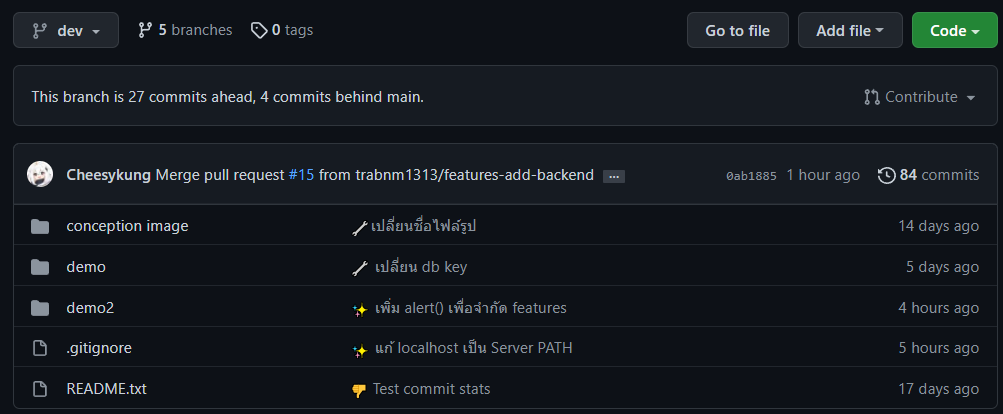 dev 5 branches 0 tags Go to file Add file Code
This branch is 27 commits ahead, 4 commits behind main. Contribute
Cheesykung Merge pull request #15 from trabnm1313/features-add-backend ... 0ab1885 1 hour ago 84 commits
conception image 🔧 เปลี่ยนชื่อไฟล์รูป 14 days ago
demo 🔧 เปลี่ยน db key 5 days ago
demo2 ✨ เพิ่ม alert() เพื่อจำกัด features 4 hours ago
.gitignore ✨ แก้ localhost เป็น Server PATH 5 hours ago
README.txt 👎 Test commit stats 17 days ago